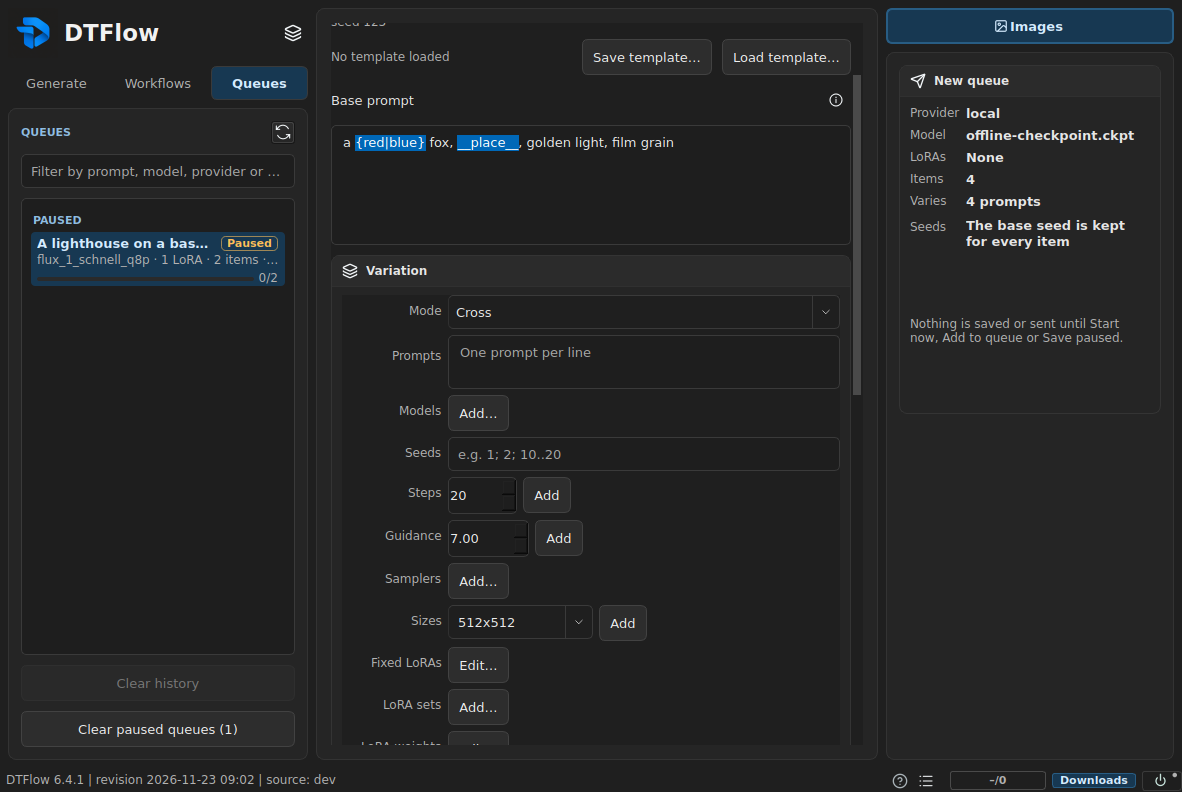 DTFlow
Generate
Workflows
Queues
QUEUES
Filter by prompt, model, provider or ...
PAUSED
A lighthouse on a bas... Paused
flux_1_schnell_q8p · 1 LoRA · 2 items ·...
0/2
Clear history
Clear paused queues (1)
seed 123
No template loaded
Save template...
Load template...
Base prompt
a {red|blue} fox, __place__, golden light, film grain
Variation
Mode Cross
Prompts One prompt per line
Models Add...
Seeds e.g. 1; 2; 10..20
Steps 20 Add
Guidance 7.00 Add
Samplers Add...
Sizes 512x512 Add
Fixed LoRAs Edit...
LoRA sets Add...
LoRA weights
Images
New queue
Provider local
Model offline-checkpoint.ckpt
LoRAs None
Items 4
Varies 4 prompts
Seeds The base seed is kept
for every item
Nothing is saved or sent until Start
now, Add to queue or Save paused.
DTFlow 6.4.1 | revision 2026-11-23 09:02 | source: dev
–/0
Downloads